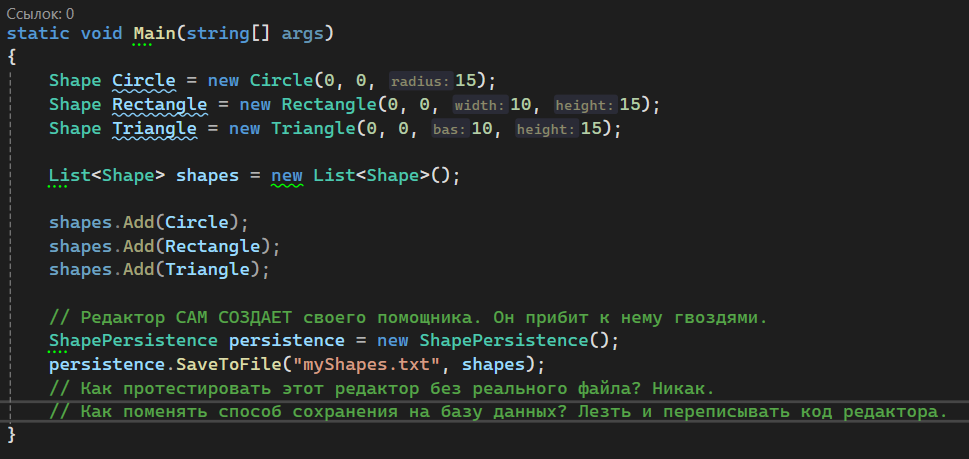 Ссылок: 0
static void Main(string[] args)
{
Shape Circle = new Circle(0, 0, radius: 15);
Shape Rectangle = new Rectangle(0, 0, width: 10, height: 15);
Shape Triangle = new Triangle(0, 0, bas: 10, height: 15);
List<Shape> shapes = new List<Shape>();
shapes.Add(Circle);
shapes.Add(Rectangle);
shapes.Add(Triangle);
// Редактор САМ СОЗДАЕТ своего помощника. Он прибит к нему гвоздями.
ShapePersistence persistence = new ShapePersistence();
persistence.SaveToFile("myShapes.txt", shapes);
// Как протестировать этот редактор без реального файла? Никак.
// Как поменять способ сохранения на базу данных? Лезть и переписывать код редактора.
}